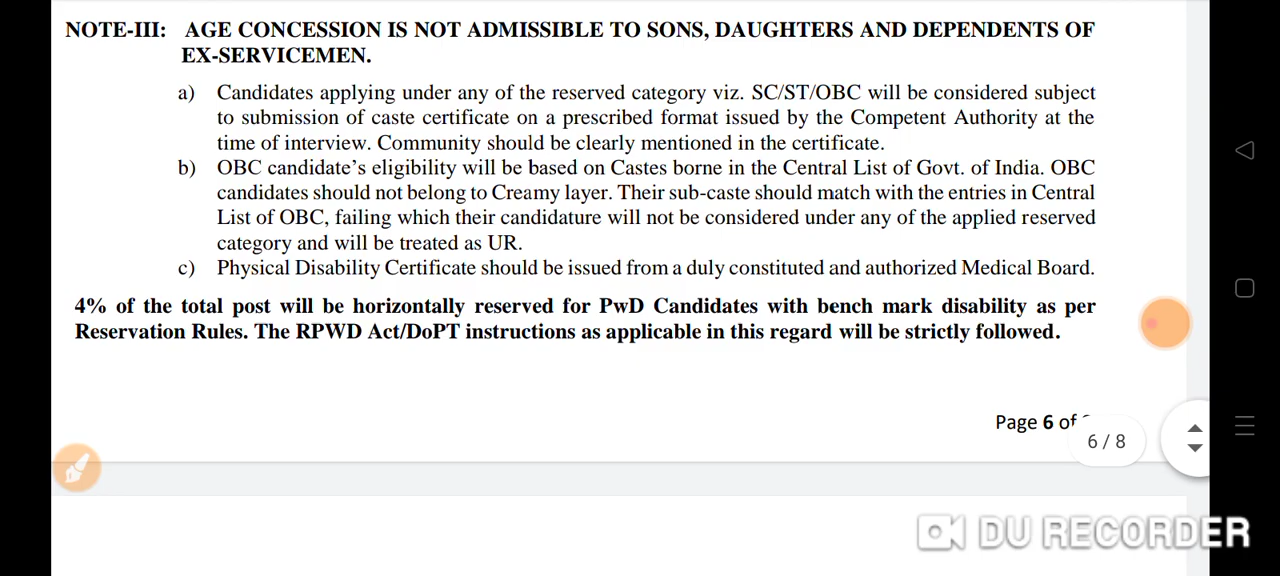 NOTE-III: AGE CONCESSION IS NOT ADMISSIBLE TO SONS, DAUGHTERS AND DEPENDENTS OF
EX-SERVICEMEN.
a) Candidates applying under any of the reserved category viz. SC/ST/OBC will be considered subject
to submission of caste certificate on a prescribed format issued by the Competent Authority at the
time of interview. Community should be clearly mentioned in the certificate.
b) OBC candidate’s eligibility will be based on Castes borne in the Central List of Govt. of India. OBC
candidates should not belong to Creamy layer. Their sub-caste should match with the entries in Central
List of OBC, failing which their candidature will not be considered under any of the applied reserved
category and will be treated as UR.
c) Physical Disability Certificate should be issued from a duly constituted and authorized Medical Board.
4% of the total post will be horizontally reserved for PwD Candidates with bench mark disability as per
Reservation Rules. The RPWD Act/DoPT instructions as applicable in this regard will be strictly followed.
Page 6 of
6 / 8
DU RECORDER